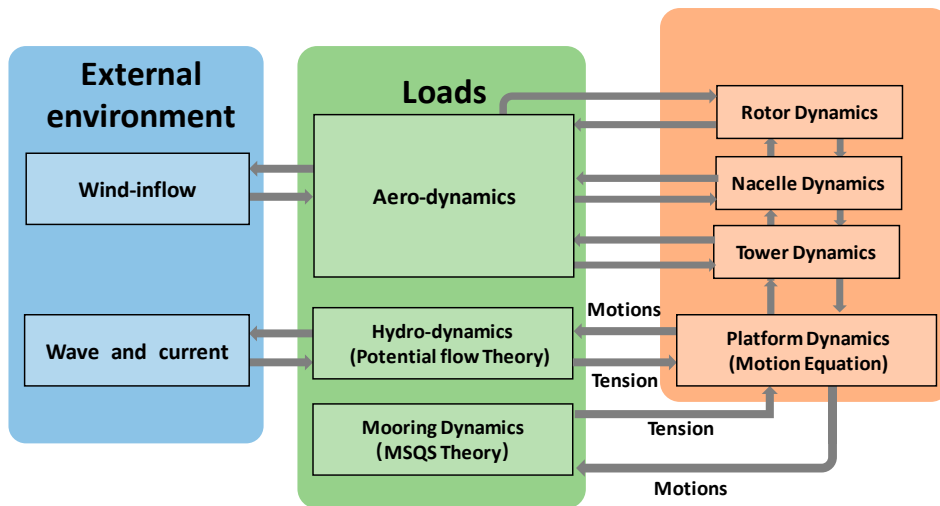 External
environment
Wind-inflow
Wave and current
Loads
Aero-dynamics
Hydro-dynamics
(Potential flow Theory)
Mooring Dynamics
(MSQS Theory)
Motions
Tension
Tension
Motions
Rotor Dynamics
Nacelle Dynamics
Tower Dynamics
Platform Dynamics
(Motion Equation)